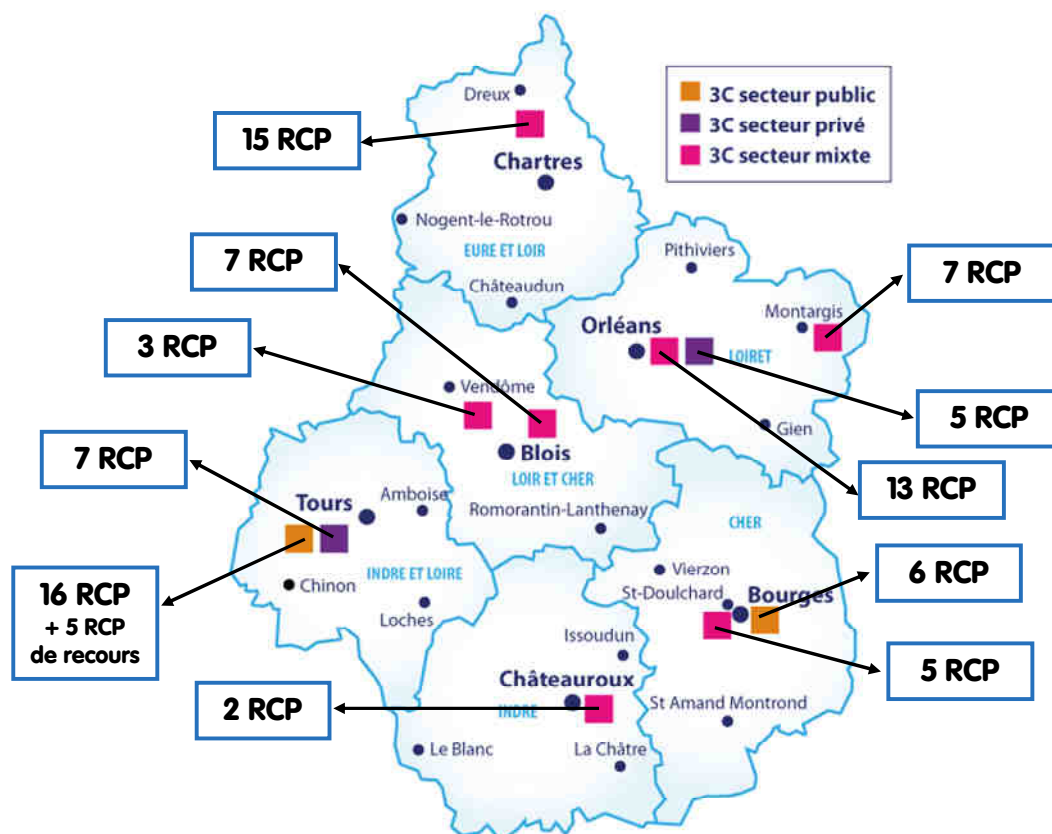 3C secteur public
3C secteur privé
3C secteur mixte
Dreux
15 RCP
Chartres
Nogent-le-Rotrou
EURE ET LOIR
Châteaudun
7 RCP
Pithiviers
7 RCP
Montargis
Orléans
LOIRET
3 RCP
Vendôme
5 RCP
Gien
Blois
LOIR ET CHER
7 RCP
13 RCP
Amboise
Tours
Romorantin-Lanthenay
CHER
Chinon
INDRE ET LOIRE
Vierzon
6 RCP
16 RCP
+ 5 RCP
de recours
St-Doulchard
Bourges
Loches
Issoudun
5 RCP
Châteauroux
2 RCP
INDRE
St Amand Montrond
Le Blanc
La Châtre